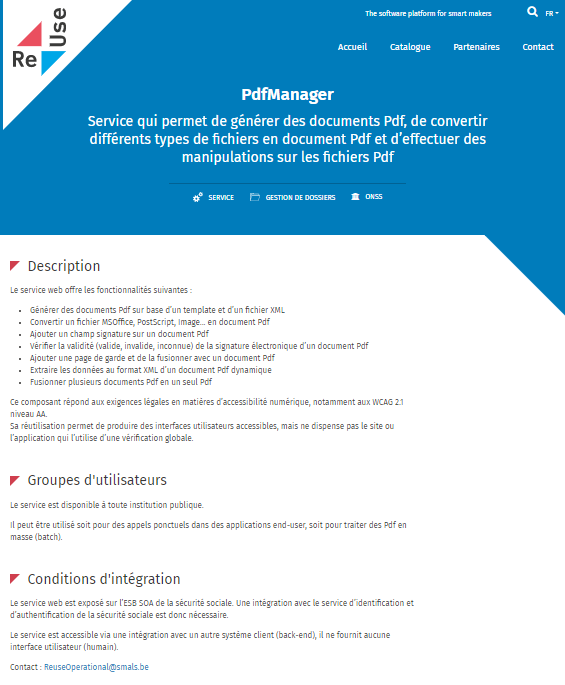 Re Use
The software platform for smart makers
FR
Accueil Catalogue Partenaires Contact
PdfManager
Service qui permet de générer des documents Pdf, de convertir
différents types de fichiers en document Pdf et d'effectuer des
manipulations sur les fichiers Pdf
SERVICE GESTION DE DOSSIERS ONSS
Description
Le service web offre les fonctionnalités suivantes :
• Générer des documents Pdf sur base d'un template et d'un fichier XML
• Convertir un fichier MSOffice, PostScript, Image... en document Pdf
• Ajouter un champ signature sur un document Pdf
• Vérifier la validité (valide, invalide, inconnue) de la signature électronique d'un document Pdf
• Ajouter une page de garde et de la fusionner avec un document Pdf
• Extraire les données au format XML d'un document Pdf dynamique
• Fusionner plusieurs documents Pdf en un seul Pdf
Ce composant répond aux exigences légales en matières d'accessibilité numérique, notamment aux WCAG 2.1
niveau AA.
Sa réutilisation permet de produire des interfaces utilisateurs accessibles, mais ne dispense pas le site ou
l'application qui l'utilise d'une vérification globale.
Groupes d'utilisateurs
Le service est disponible à toute institution publique.
Il peut être utilisé soit pour des appels ponctuels dans des applications end-user, soit pour traiter des Pdf en
masse (batch).
Conditions d'intégration
Le service web est exposé sur l'ESB SOA de la sécurité sociale. Une intégration avec le service d'identification et
d'authentification de la sécurité sociale est donc nécessaire.
Le service est accessible via une intégration avec un autre système client (back-end), il ne fournit aucune
interface utilisateur (humain).
Contact : ReuseOperational@smals.be